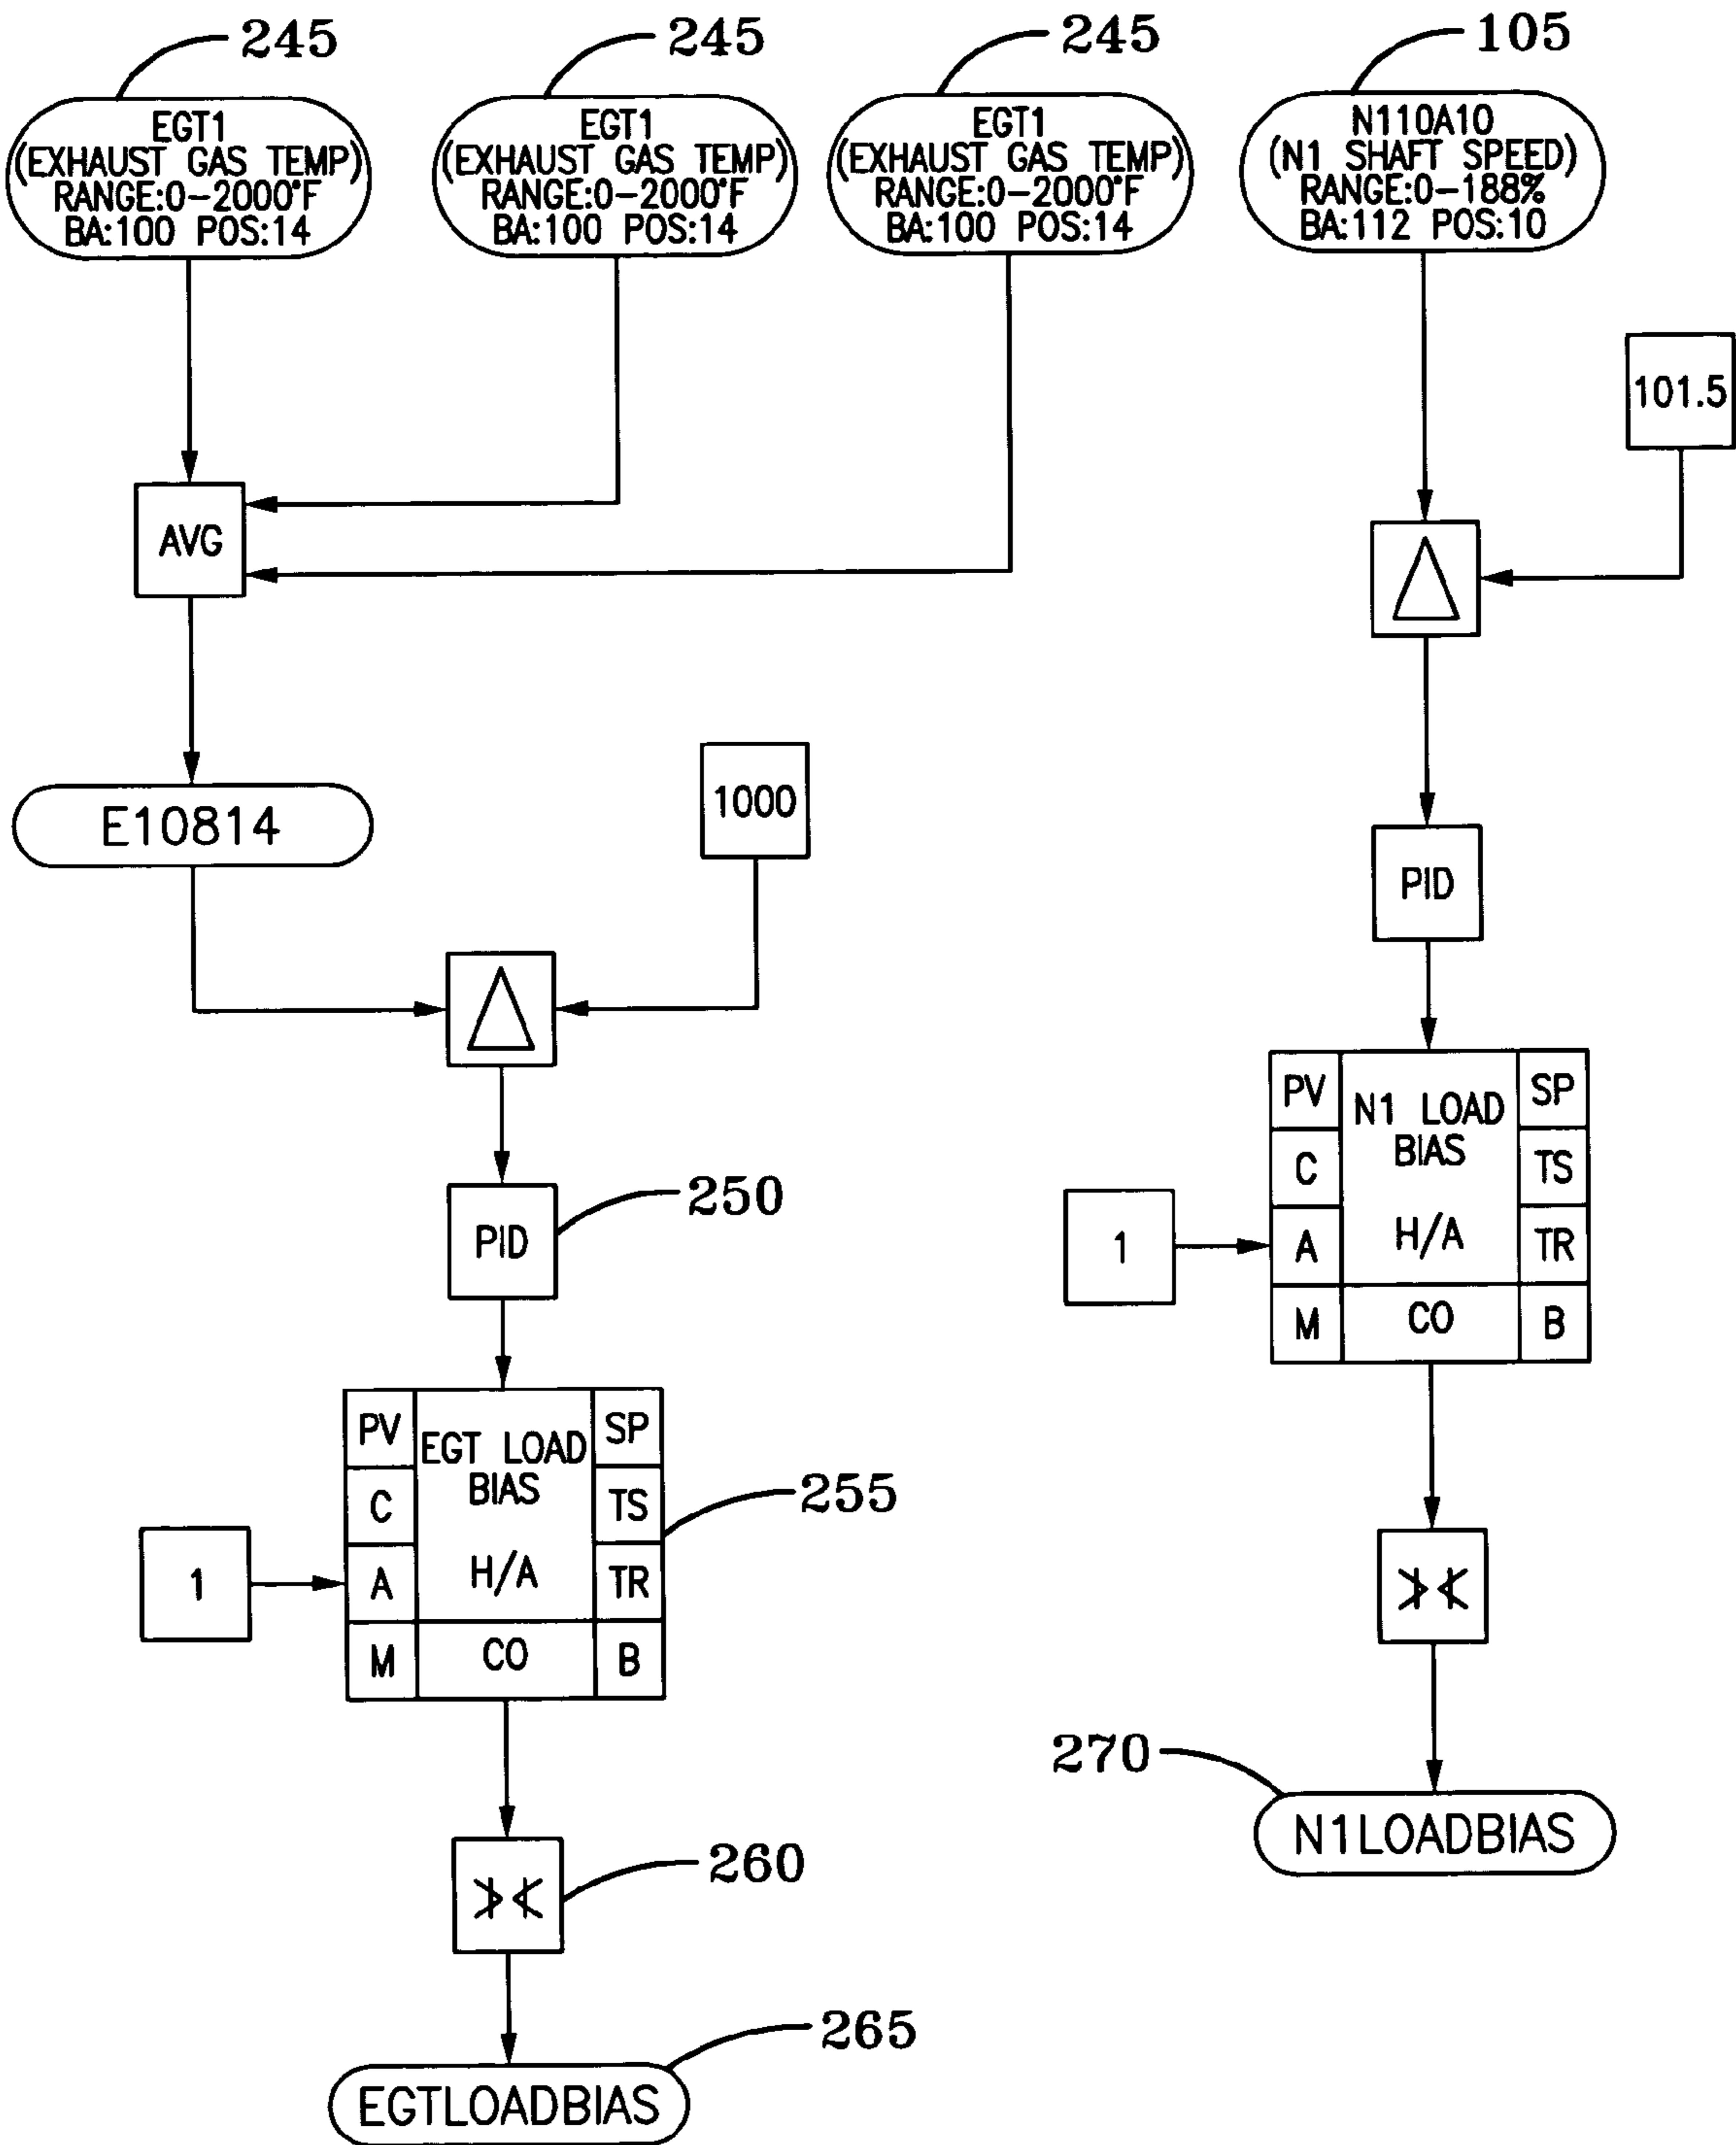 245
245
245
105
EGT1
(EXHAUST GAS TEMP)
RANGE:0-2000°F
BA:100 POS:14
EGT1
(EXHAUST GAS TEMP)
RANGE:0-2000°F
BA:100 POS:14
EGT1
(EXHAUST GAS TEMP)
RANGE:0-2000°F
BA:100 POS:14
N110A10
(N1 SHAFT SPEED)
RANGE:0-188%
BA:112 POS:10
101.5
AVG
E10814
1000
PID
250
PID
PV
N1 LOAD
BIAS
SP
C
TS
1
A
H/A
TR
M
CO
B
PV
EGT LOAD
BIAS
SP
C
TS
255
1
A
H/A
TR
M
CO
B
270
N1LOADBIAS
260
265
EGTLOADBIAS